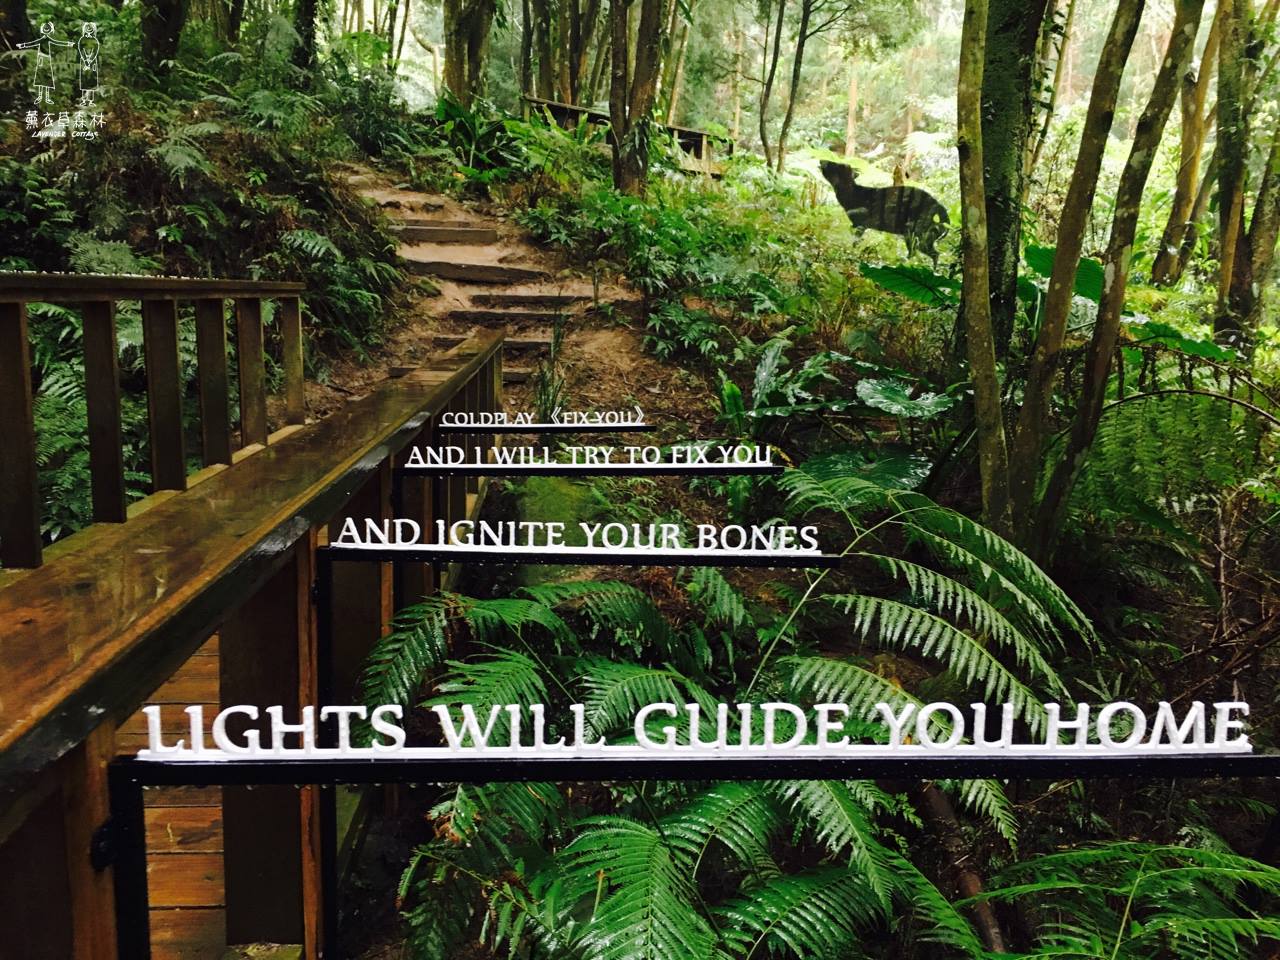 薰衣草森林
LAVENDER COTTAGE
COLDPLAY 《FIX YOU》
AND I WILL TRY TO FIX YOU
AND IGNITE YOUR BONES
LIGHTS WILL GUIDE YOU HOME